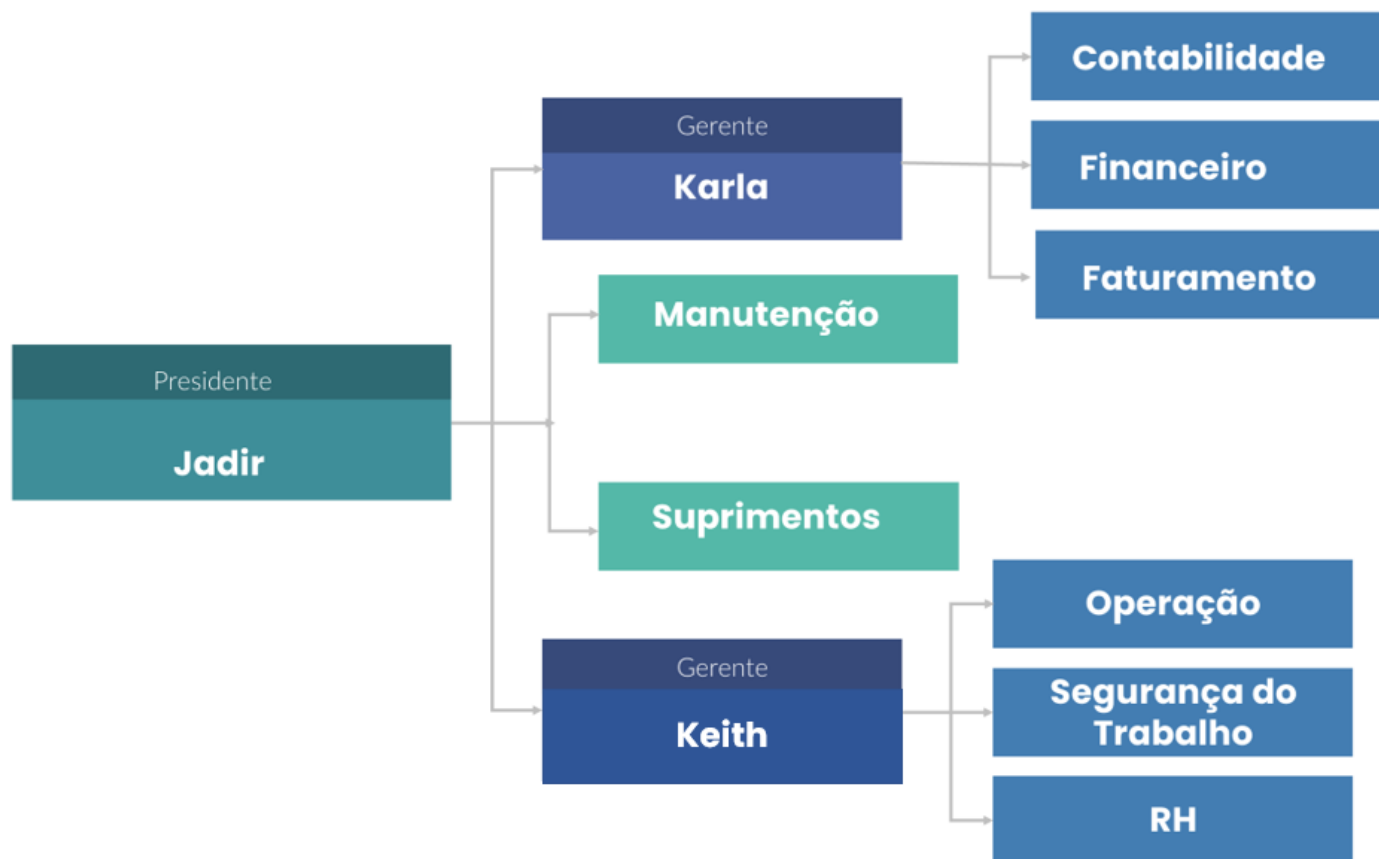 Contabilidade
Gerente
Karla
Financeiro
Faturamento
Manutenção
Presidente
Jadir
Suprimentos
Operação
Gerente
Keith
Segurança do
Trabalho
RH